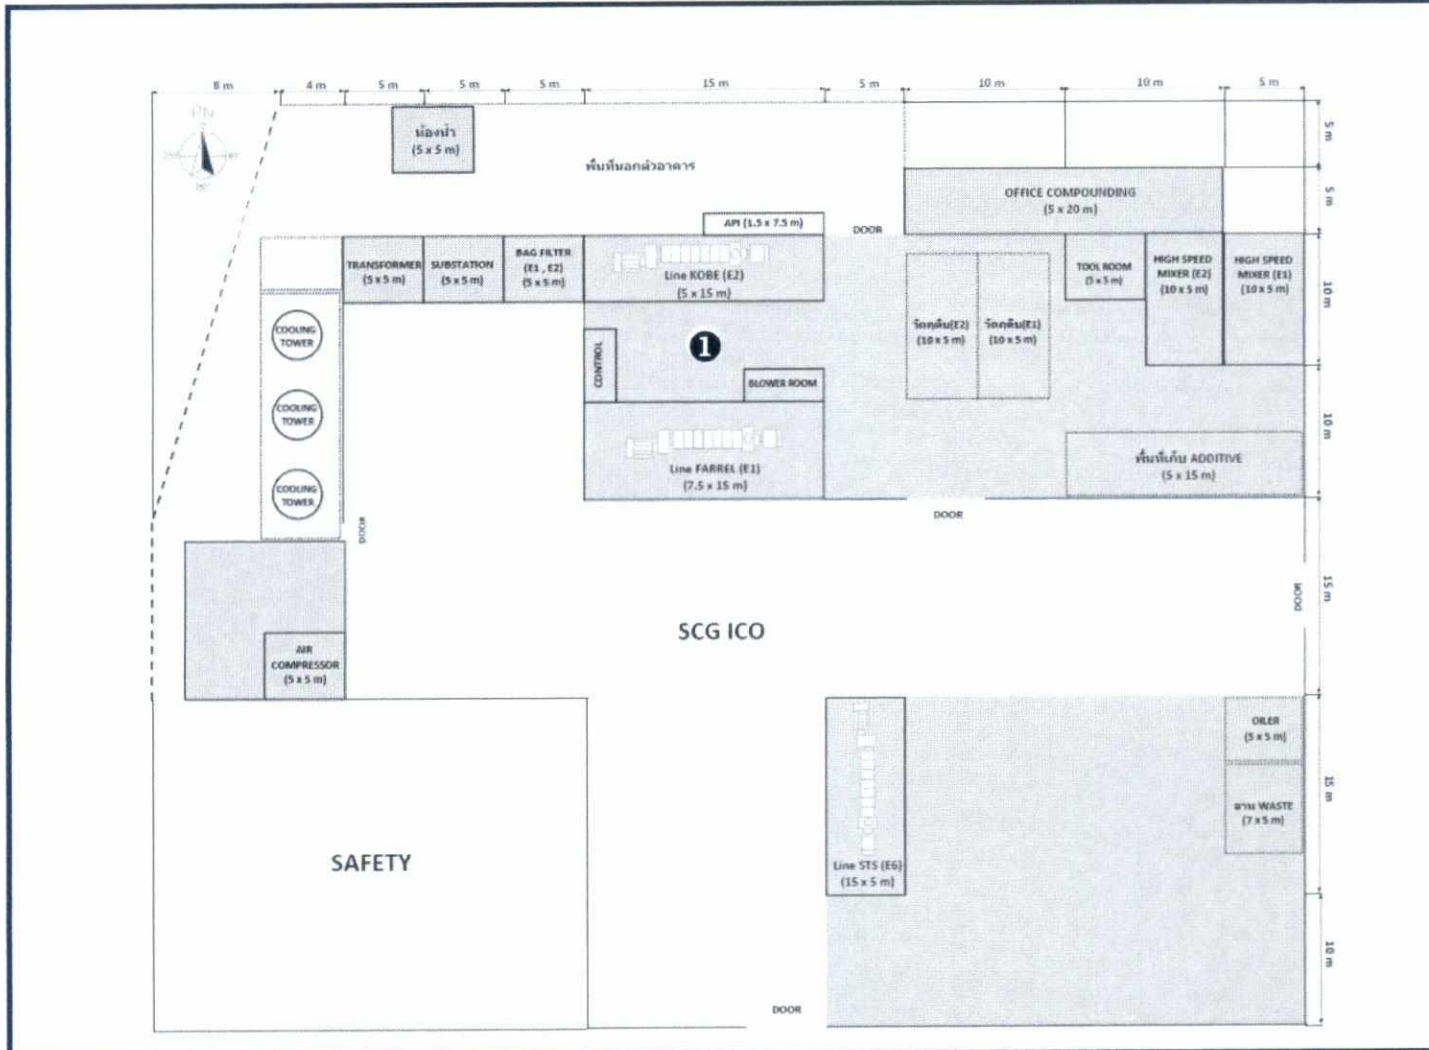 8 m
4 m
5 m
5 m
5 m
15 m
5 m
10 m
10 m
5 m
PN
ห้องน้ำ
(5 x 5 m)
พื้นที่นอกตัวอาคาร
5 m
OFFICE COMPOUNDING
(5 x 20 m)
5 m
API (1.5 x 7.5 m)
DOOR
TRANSFORMER
(5 x 5 m)
SUBSTATION
(5 x 5 m)
BAG FILTER
(E1 , E2)
(5 x 5 m)
Line KOBE (E2)
(5 x 15 m)
TOOL ROOM
(5 x 5 m)
HIGH SPEED
MIXER (E2)
(10 x 5 m)
HIGH SPEED
MIXER (E1)
(10 x 5 m)
10 m
COOLING
TOWER
วัตถุดิบ(E2)
(10 x 5 m)
วัตถุดิบ(E1)
(10 x 5 m)
CONTROL
1
BLOWER ROOM
COOLING
TOWER
10 m
Line FARREL (E1)
(7.5 x 15 m)
พื้นที่เก็บ ADDITIVE
(5 x 15 m)
COOLING
TOWER
DOOR
DOOR
15 m
DOOR
SCG ICO
AIR
COMPRESSOR
(5 x 5 m)
OILER
(5 x 5 m)
15 m
ลาน WASTE
(7 x 5 m)
SAFETY
Line STS (E6)
(15 x 5 m)
10 m
DOOR